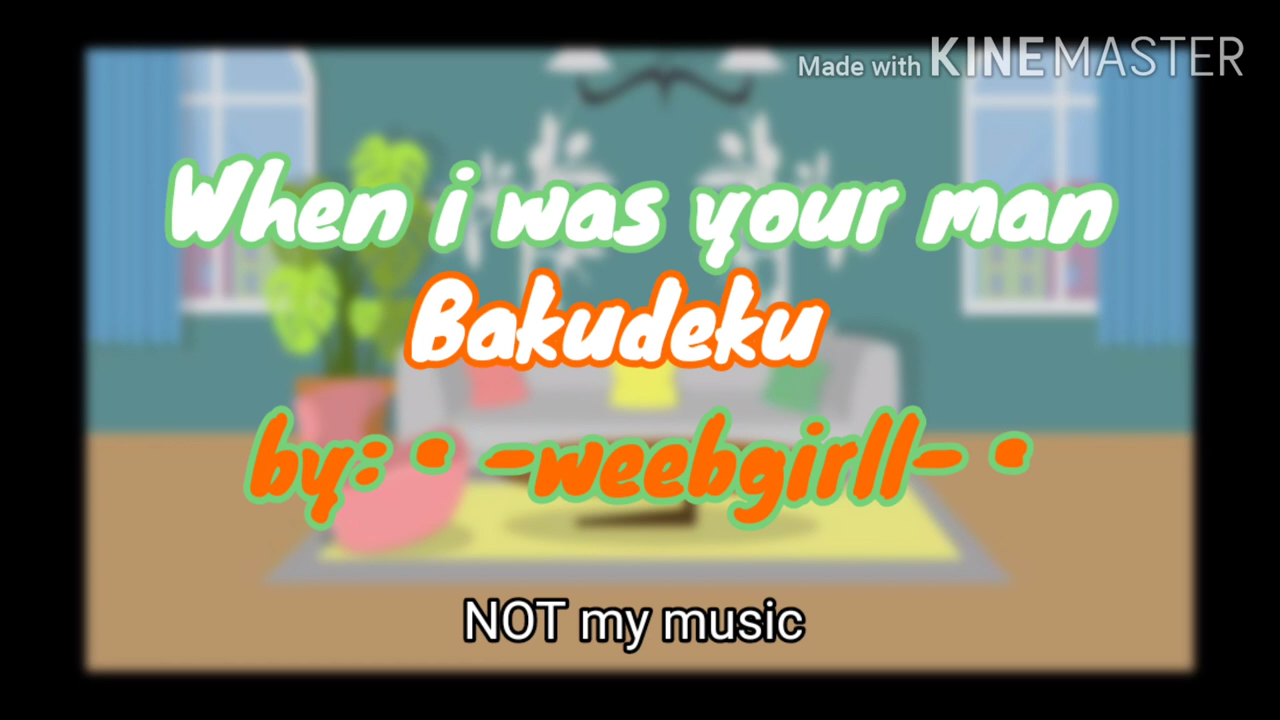 Made with KINEMASTER
When i was your man
Bakudeku
by: • -weebgirll- •
NOT my music